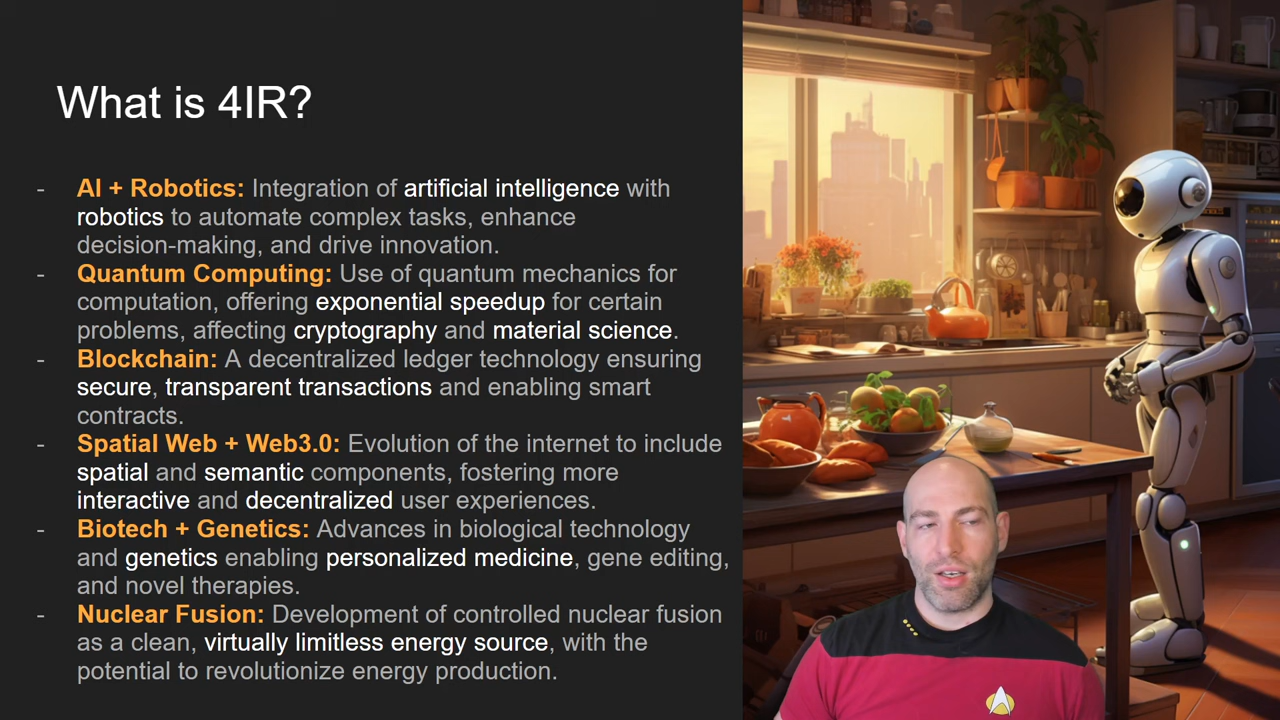 What is 4IR?
- AI + Robotics: Integration of artificial intelligence with
robotics to automate complex tasks, enhance
decision-making, and drive innovation.
- Quantum Computing: Use of quantum mechanics for
computation, offering exponential speedup for certain
problems, affecting cryptography and material science.
- Blockchain: A decentralized ledger technology ensuring
secure, transparent transactions and enabling smart
contracts.
- Spatial Web + Web3.0: Evolution of the internet to include
spatial and semantic components, fostering more
interactive and decentralized user experiences.
- Biotech + Genetics: Advances in biological technology
and genetics enabling personalized medicine, gene editing,
and novel therapies.
- Nuclear Fusion: Development of controlled nuclear fusion
as a clean, virtually limitless energy source, with the
potential to revolutionize energy production.